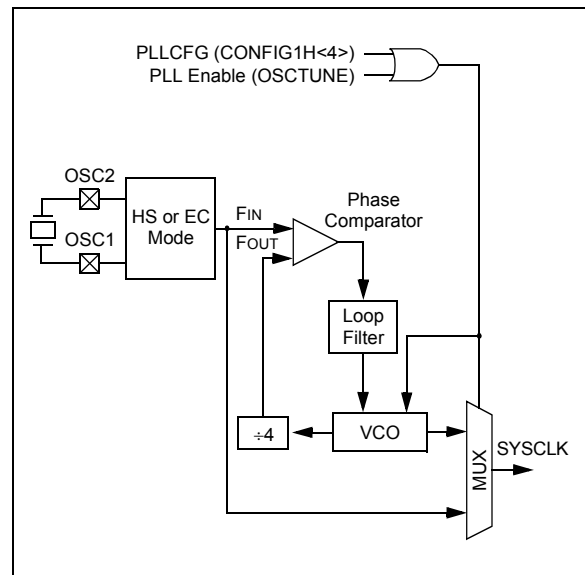 PLLCFG (CONFIG1H<4>)
PLL Enable (OSCTUNE)
OSC2
OSC1
HS or EC
Mode
FIN
FOUT
Phase
Comparator
Loop
Filter
÷4
VCO
MUX
SYSCLK